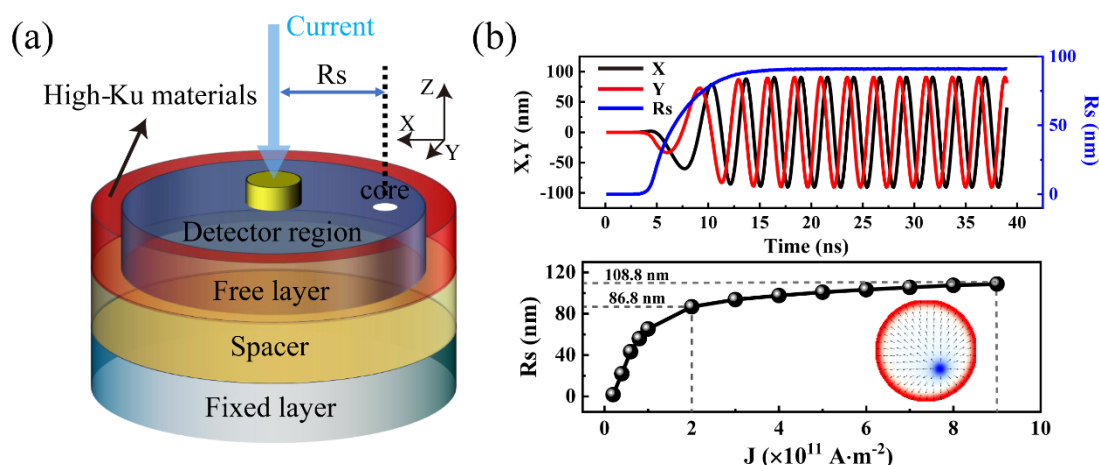 (a)
Current
Rs
High-Ku materials
Z
X
Y
core
Detector region
Free layer
Spacer
Fixed layer
(b)
X
Y
Rs
X,Y (nm)
100
50
0
-50
-100
Rs (nm)
100
50
0
0 5 10 15 20 25 30 35 40
Time (ns)
Rs (nm)
120
80
40
0
108.8 nm
86.8 nm
0 2 4 6 8 10
J (×10¹¹ A·m⁻²)